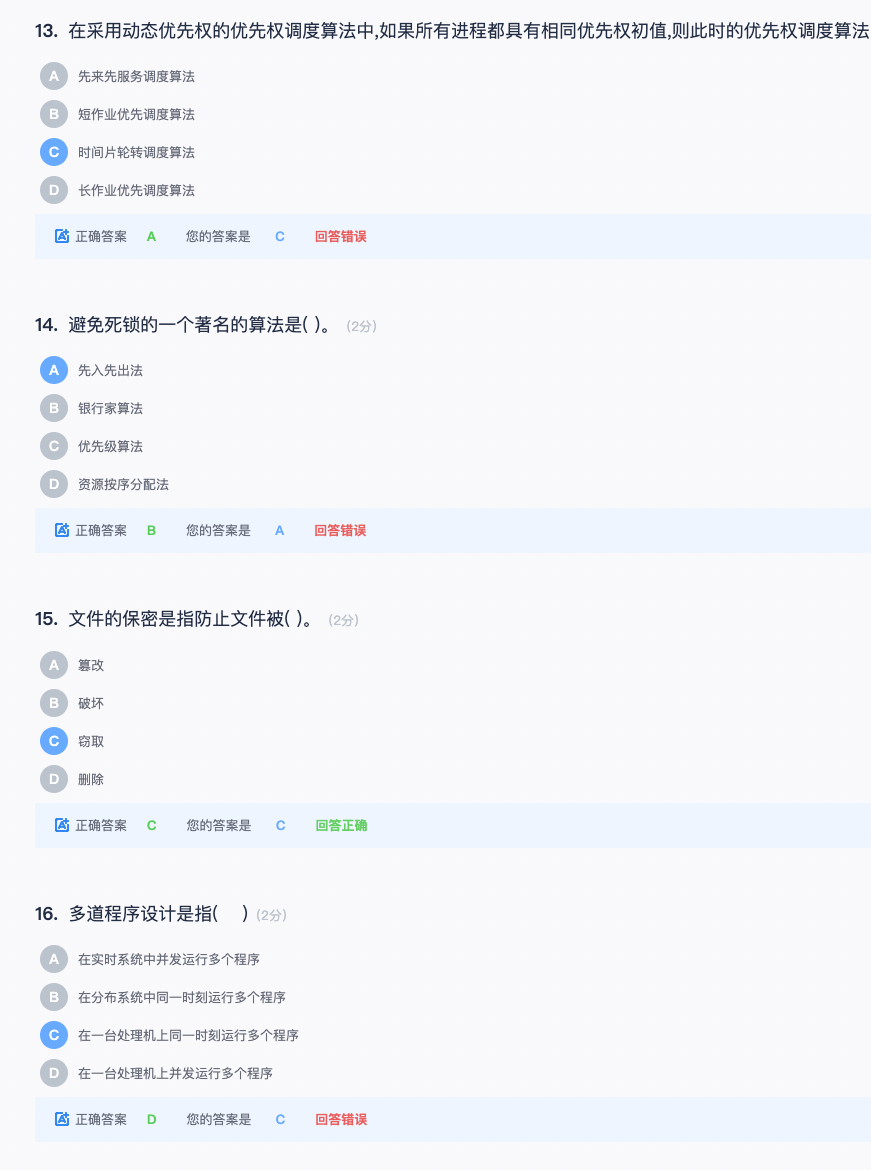 13. 在采用动态优先权的优先权调度算法中,如果所有进程都具有相同优先权初值,则此时的优先权调度算法
A 先来先服务调度算法
B 短作业优先调度算法
C 时间片轮转调度算法
D 长作业优先调度算法
正确答案 A 您的答案是 C 回答错误
14. 避免死锁的一个著名的算法是( )。 (2分)
A 先入先出法
B 银行家算法
C 优先级算法
D 资源按序分配法
正确答案 B 您的答案是 A 回答错误
15. 文件的保密是指防止文件被( )。 (2分)
A 篡改
B 破坏
C 窃取
D 删除
正确答案 C 您的答案是 C 回答正确
16. 多道程序设计是指( ) (2分)
A 在实时系统中并发运行多个程序
B 在分布系统中同一时刻运行多个程序
C 在一台处理机上同一时刻运行多个程序
D 在一台处理机上并发运行多个程序
正确答案 D 您的答案是 C 回答错误